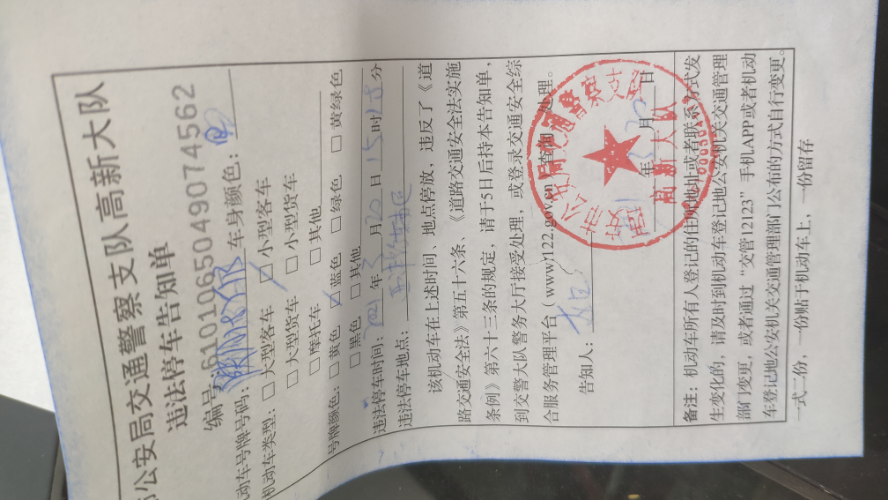 公安局交通警察支队高新大队
违法停车告知单
编号:6101065049074562
动车号牌号码: 车身颜色:
机动车类型: □大型客车 □小型客车
□大型货车 □小型货车
□摩托车 □其他
号牌颜色: □黄色 □蓝色 □绿色 □黄绿色
□黑色 □其他
违法停车时间: 2021年3月20日15时 分
违法停车地点:
该机动车在上述时间、地点停放,违反了《道
路交通安全法》第五十六条、《道路交通安全法实施
条例》第六十三条的规定,请于5日后持本告知单,
到交警大队警务大厅接受处理,或登录交通安全综
合服务管理平台(www.122.gov.cn)查询、处理。
告知人:
年 月 日
高新大队
备注:机动车所有人登记的住所地址或者联系方式发
生变化的,请及时到机动车登记地公安机关交通管理
部门变更,或者通过“交管12123”手机APP或者机动
车登记地公安机关交通管理部门公布的方式自行变更。
一式二份,一份贴于机动车上,一份留存